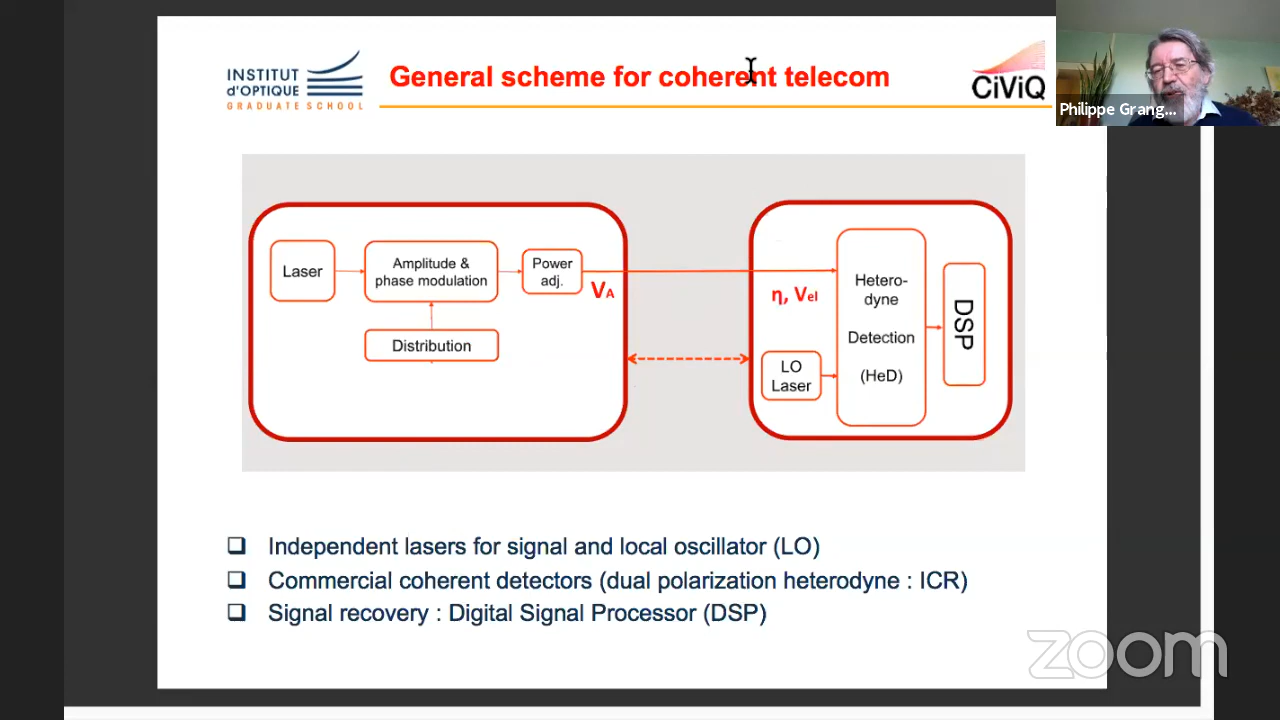 INSTITUT
d'OPTIQUE
GRADUATE SCHOOL
General scheme for coherent telecom
CiViQ
Philippe Grang...
Laser
Amplitude &
phase modulation
Power
adj.
VA
Distribution
η, Vel
LO
Laser
Hetero-
dyne
Detection
(HeD)
DSP
❑ Independent lasers for signal and local oscillator (LO)
❑ Commercial coherent detectors (dual polarization heterodyne : ICR)
❑ Signal recovery : Digital Signal Processor (DSP)
zoom